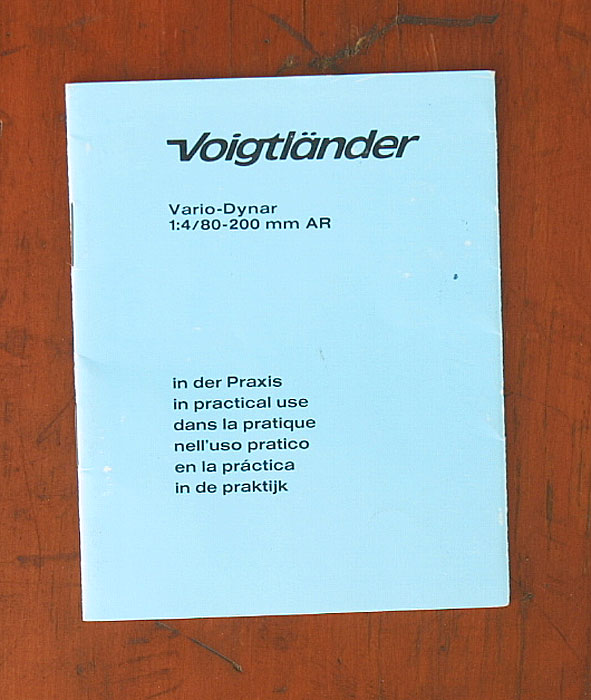 Voigtländer
Vario-Dynar
1:4/80-200 mm AR
in der Praxis
in practical use
dans la pratique
nell'uso pratico
en la práctica
in de praktijk